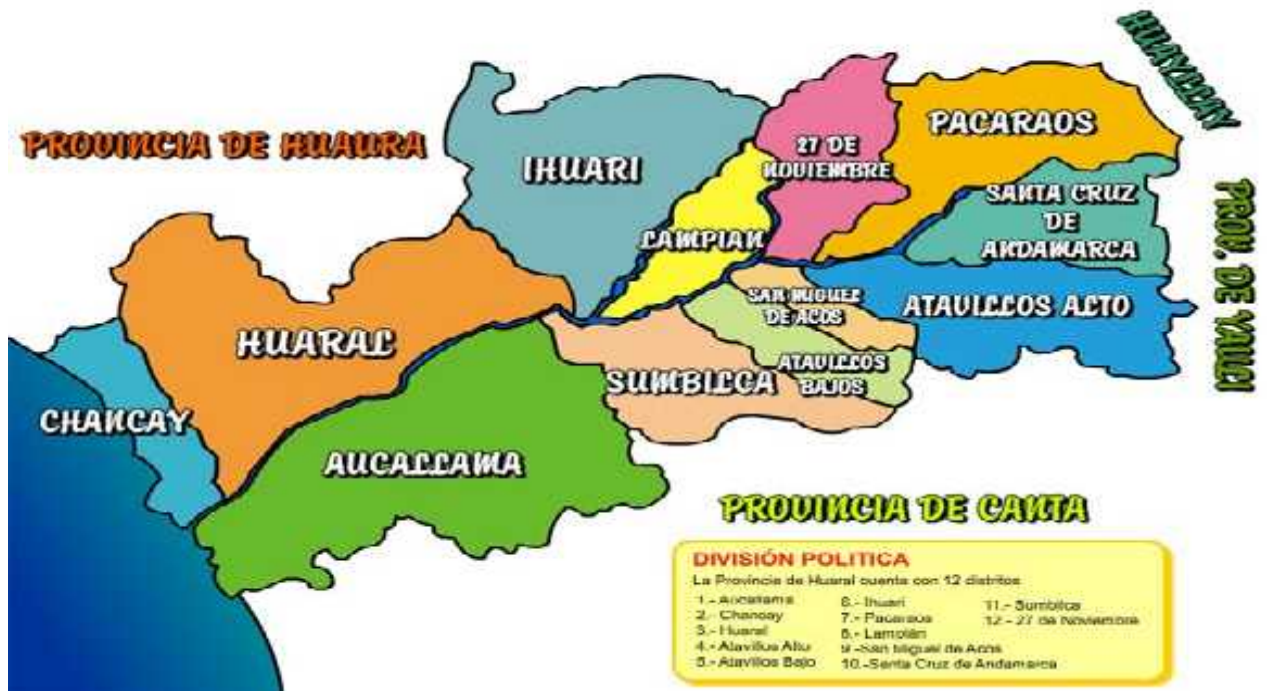 HUAYLLAY
PROVINCIA DE HUAURA
IHUARI
27 DE
NOVIEMBRE
PACARAOS
SANTA CRUZ
DE
ANDAMARCA
PROV. DE YAULI
LAMPIAN
SAN MIGUEL
DE ACOS
ATAVILLOS ALTO
HUARAL
ATAVILLOS
BAJOS
SUMBILCA
CHANCAY
AUCALLAMA
PROVINCIA DE CANTA
DIVISIÓN POLITICA
La Provincia de Huaral cuenta con 12 distritos
1.- Aucallama
2.- Chancay
3.- Huaral
4.- Atavillos Alto
5.- Atavillos Bajo
6.- Ihuari
7.- Pacaraos
8.- Lampián
9.-San Miguel de Acos
10.-Santa Cruz de Andamarca
11.- Sumbilca
12.- 27 de Noviembre